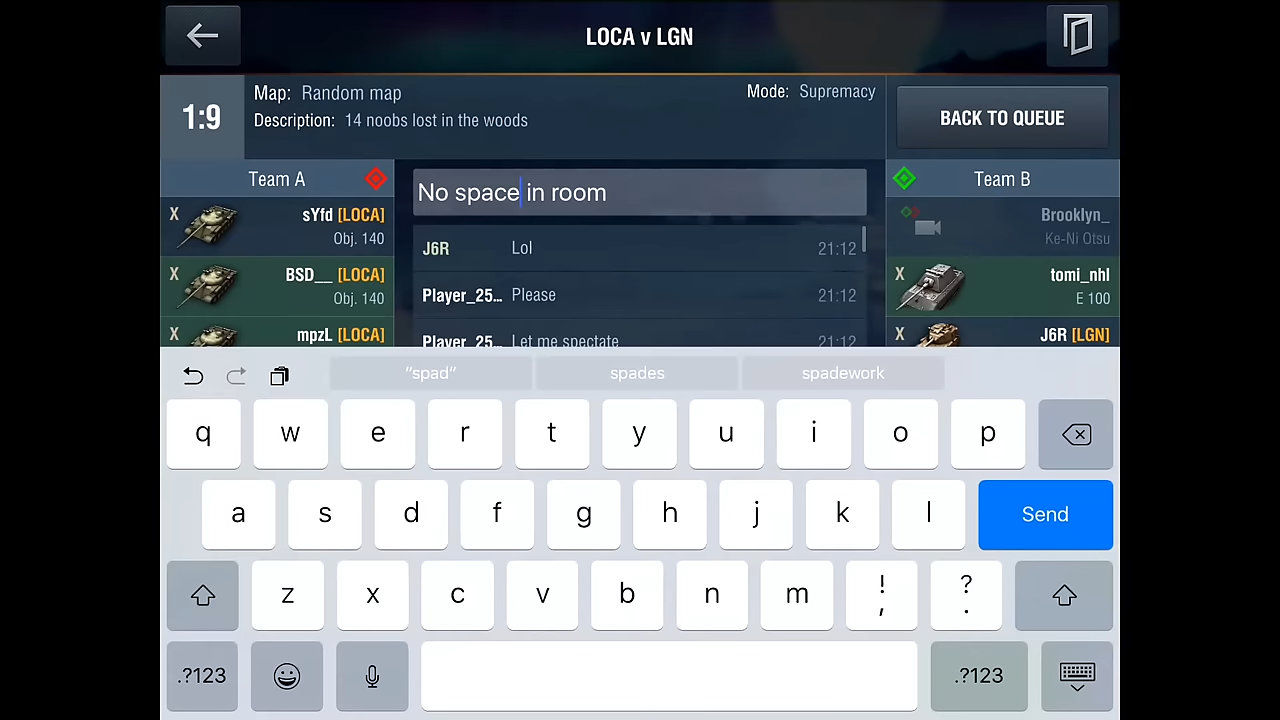 LOCA v LGN
1:9
Map: Random map
Description: 14 noobs lost in the woods
Mode: Supremacy
BACK TO QUEUE
Team A
X sYfd [LOCA]
Obj. 140
X BSD__ [LOCA]
Obj. 140
X mpzL [LOCA]
No space in room
J6R Lol 21:12
Player_25... Please 21:12
Player_25... Let me spectate 21:12
Team B
Brooklyn_
Ke-Ni Otsu
X tomi_nhl
E 100
X J6R [LGN]
"spad" spades spadework
q w e r t y u i o p
a s d f g h j k l Send
z x c v b n m ! , ? .
.?123 .?123